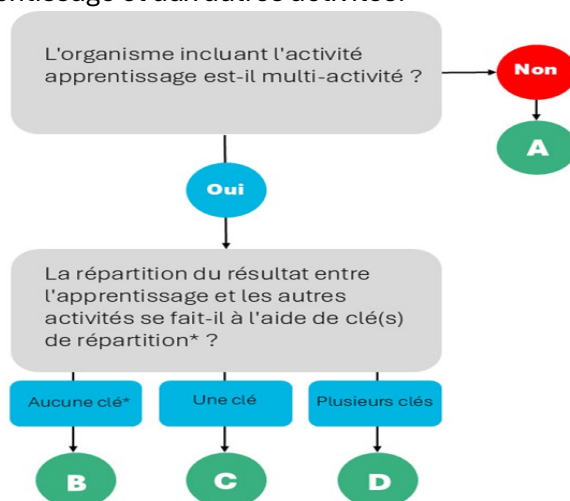 L'organisme incluant l'activité
apprentissage est-il multi-activité ?
Non
A
Oui
La répartition du résultat entre
l'apprentissage et les autres
activités se fait-il à l'aide de clé(s)
de répartition* ?
Aucune clé*
Une clé
Plusieurs clés
B
C
D